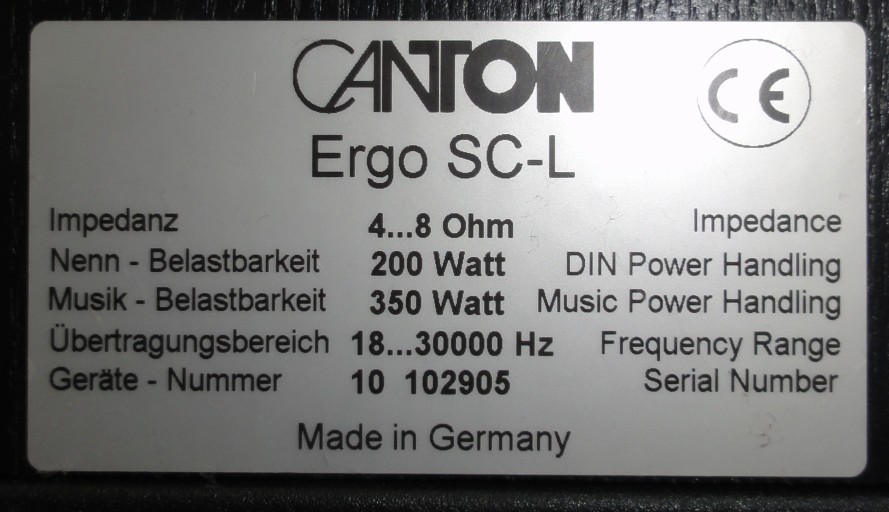 CANTON
CE
Ergo SC-L
Impedanz 4...8 Ohm Impedance
Nenn - Belastbarkeit 200 Watt DIN Power Handling
Musik - Belastbarkeit 350 Watt Music Power Handling
Übertragungsbereich 18...30000 Hz Frequency Range
Geräte - Nummer 10 102905 Serial Number
Made in Germany